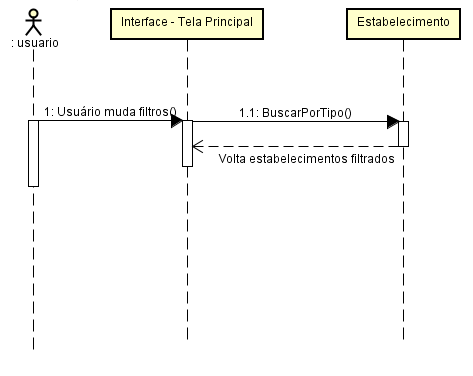 Interface - Tela Principal
Estabelecimento
: usuario
1: Usuário muda filtros()
1.1: BuscarPorTipo()
Volta estabelecimentos filtrados